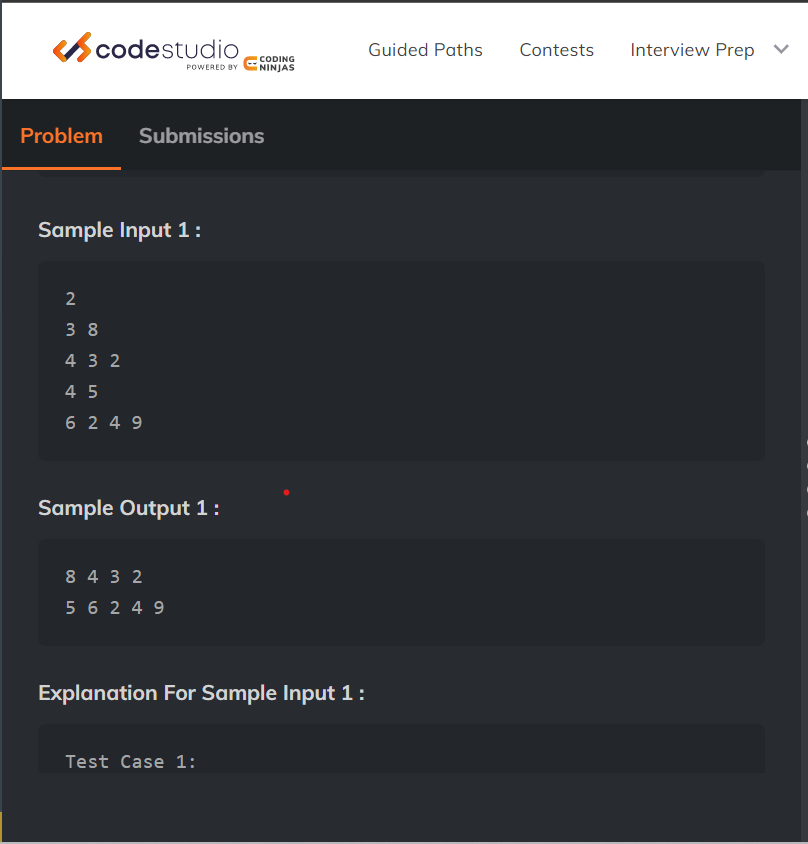 codestudio
POWERED BY CODING NINJAS
Guided Paths Contests Interview Prep
Problem Submissions
Sample Input 1 :
2
3 8
4 3 2
4 5
6 2 4 9
Sample Output 1 :
8 4 3 2
5 6 2 4 9
Explanation For Sample Input 1 :
Test Case 1: